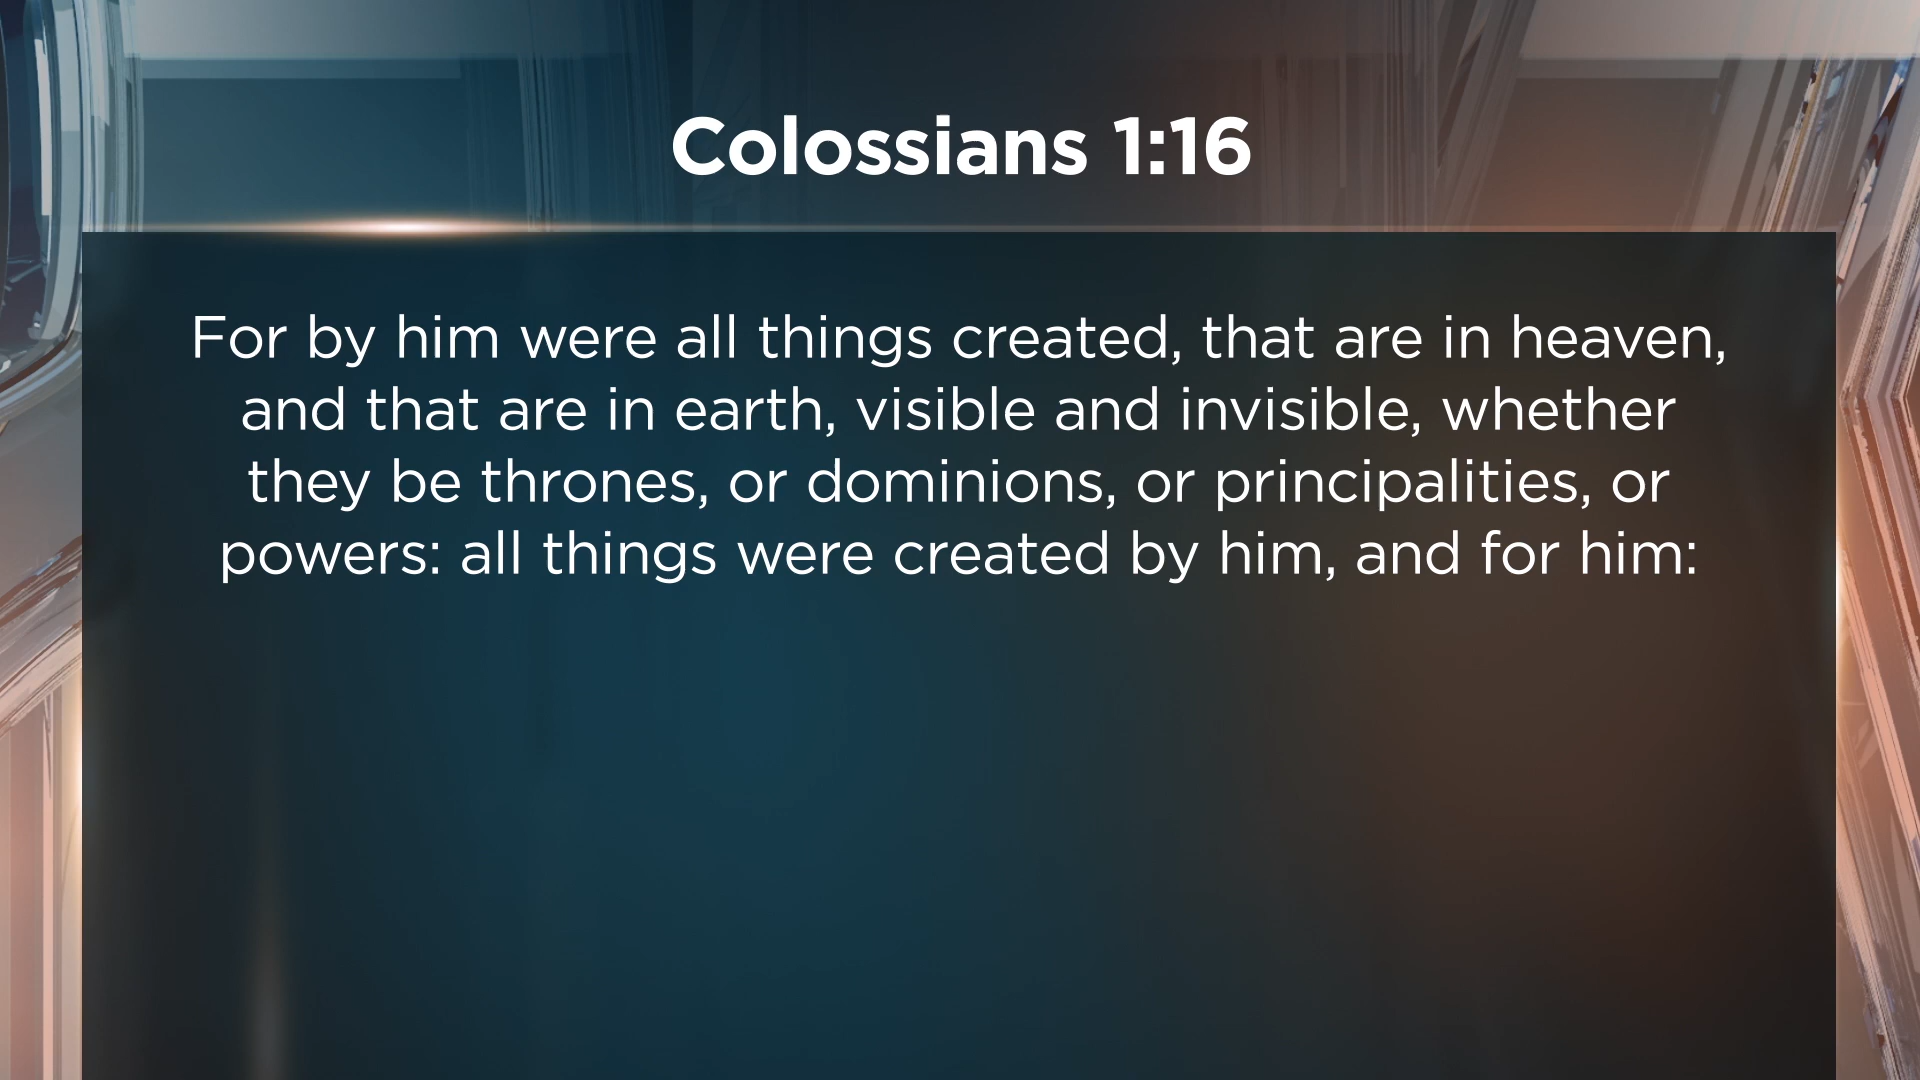 Colossians 1:16
For by him were all things created, that are in heaven,
and that are in earth, visible and invisible, whether
they be thrones, or dominions, or principalities, or
powers: all things were created by him, and for him: